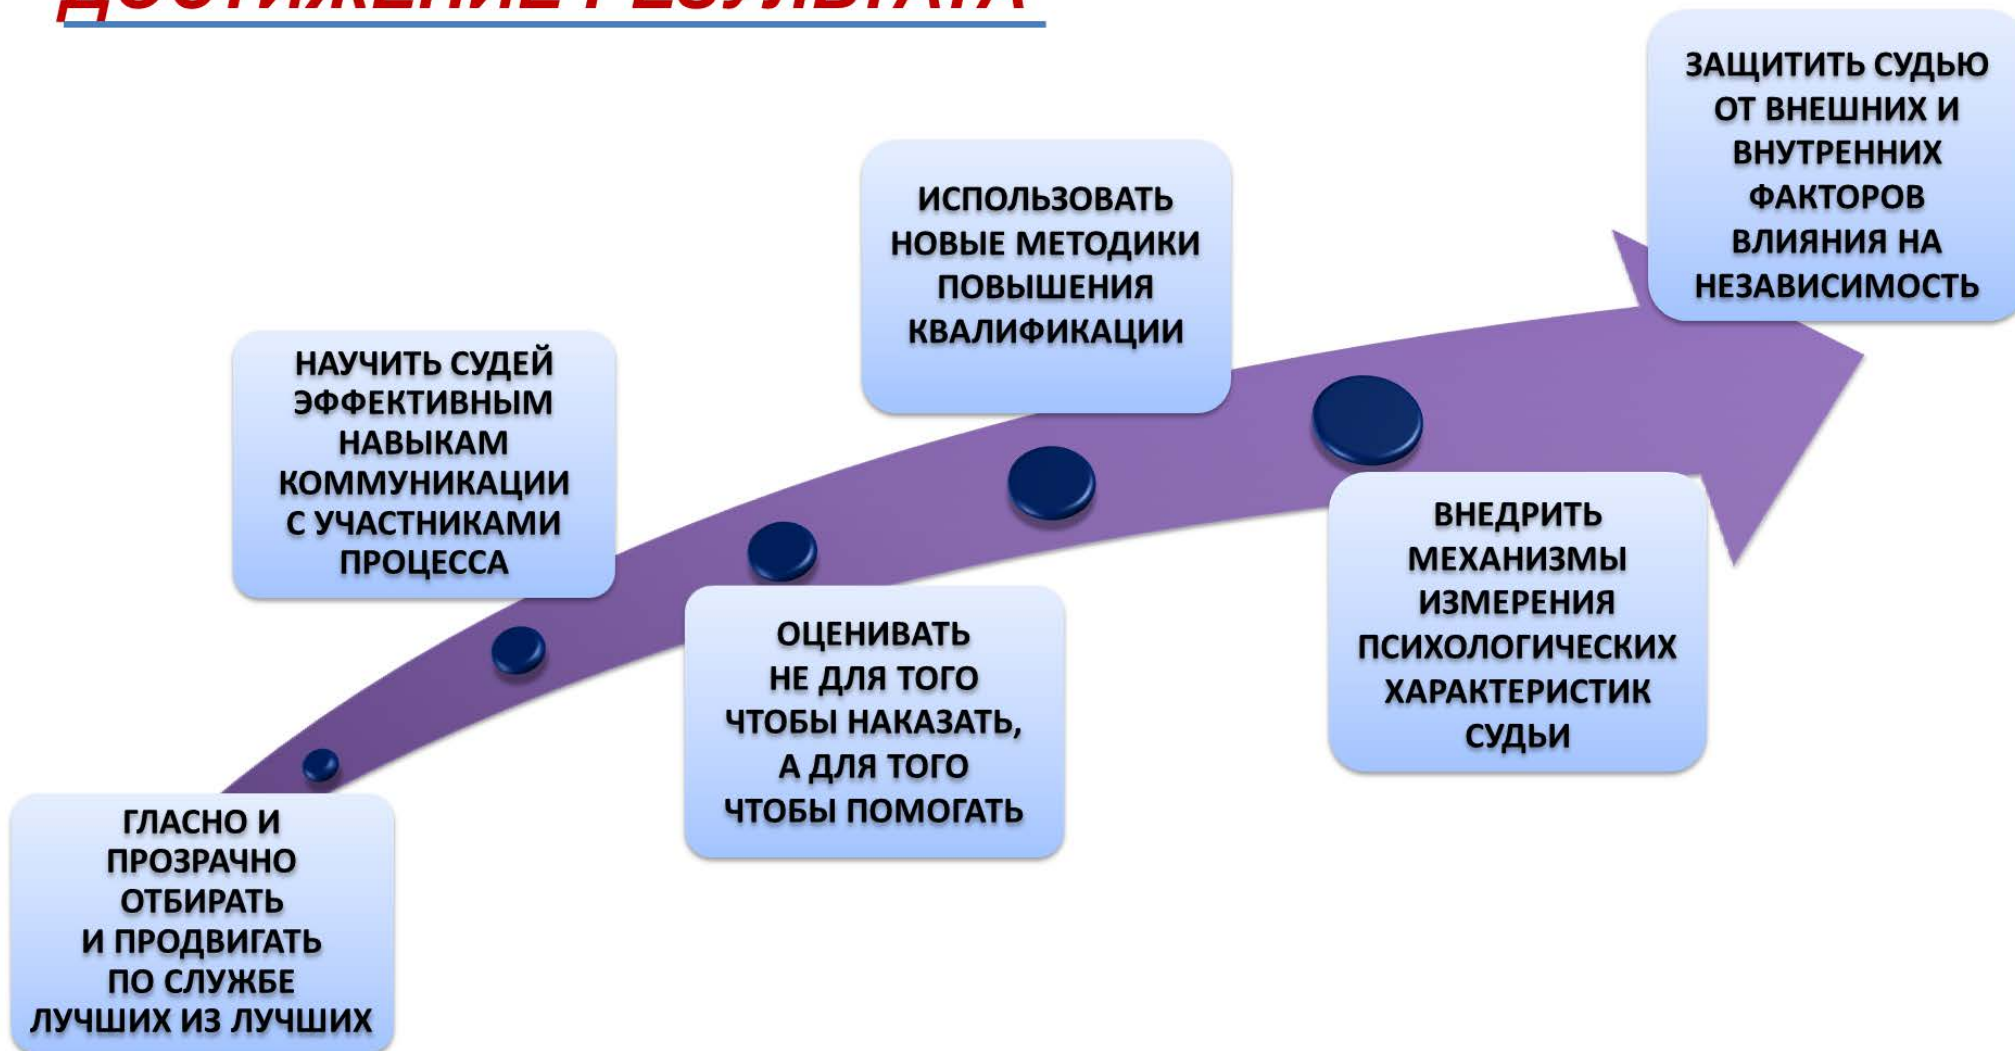 ДОСТИЖЕНИЕ РЕЗУЛЬТАТА
ГЛАСНО И
ПРОЗРАЧНО
ОТБИРАТЬ
И ПРОДВИГАТЬ
ПО СЛУЖБЕ
ЛУЧШИХ ИЗ ЛУЧШИХ
НАУЧИТЬ СУДЕЙ
ЭФФЕКТИВНЫМ
НАВЫКАМ
КОММУНИКАЦИИ
С УЧАСТНИКАМИ
ПРОЦЕССА
ОЦЕНИВАТЬ
НЕ ДЛЯ ТОГО
ЧТОБЫ НАКАЗАТЬ,
А ДЛЯ ТОГО
ЧТОБЫ ПОМОГАТЬ
ИСПОЛЬЗОВАТЬ
НОВЫЕ МЕТОДИКИ
ПОВЫШЕНИЯ
КВАЛИФИКАЦИИ
ВНЕДРИТЬ
МЕХАНИЗМЫ
ИЗМЕРЕНИЯ
ПСИХОЛОГИЧЕСКИХ
ХАРАКТЕРИСТИК
СУДЬИ
ЗАЩИТИТЬ СУДЬЮ
ОТ ВНЕШНИХ И
ВНУТРЕННИХ
ФАКТОРОВ
ВЛИЯНИЯ НА
НЕЗАВИСИМОСТЬ